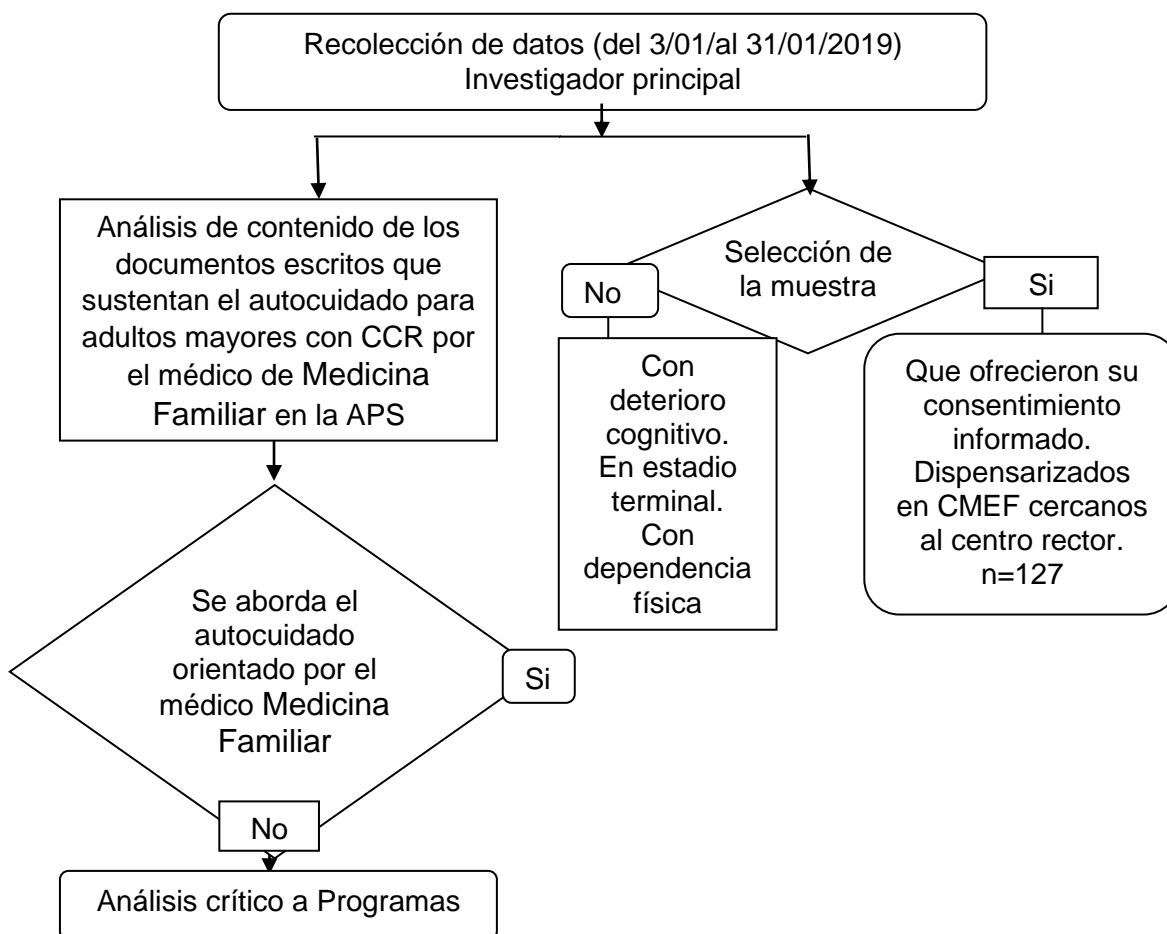 Recolección de datos (del 3/01/al 31/01/2019)
Investigador principal
Análisis de contenido de los
documentos escritos que
sustentan el autocuidado para
adultos mayores con CCR por
el médico de Medicina
Familiar en la APS
Selección de
la muestra
No
Si
Con
deterioro
cognitivo.
En estadio
terminal.
Con
dependencia
física
Que ofrecieron su
consentimiento
informado.
Dispensarizados
en CMEF cercanos
al centro rector.
n=127
Se aborda el
autocuidado
orientado por el
médico Medicina
Familiar
Si
No
Análisis crítico a Programas